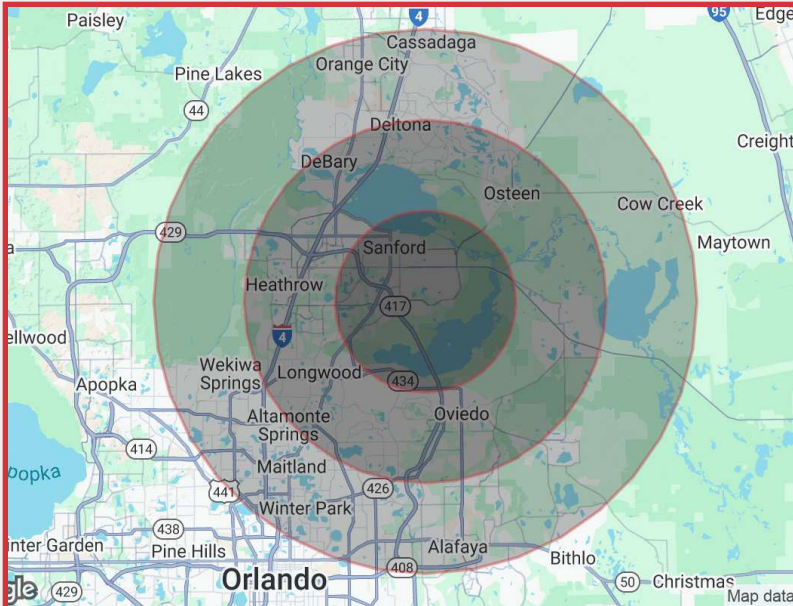 Paisley
4
95
Edge
Cassadaga
Orange City
Pine Lakes
44
Deltona
Creight
DeBary
Osteen
Cow Creek
429
Sanford
Maytown
a
Heathrow
417
4
ellwood
Wekiwa
Springs
Longwood
Apopka
434
Altamonte
Springs
Oviedo
414
Maitland
popka
441
426
Winter Park
438
inter Garden
Pine Hills
Alafaya
408
Bithlo
Orlando
50
Christmas
gle
429
Map data